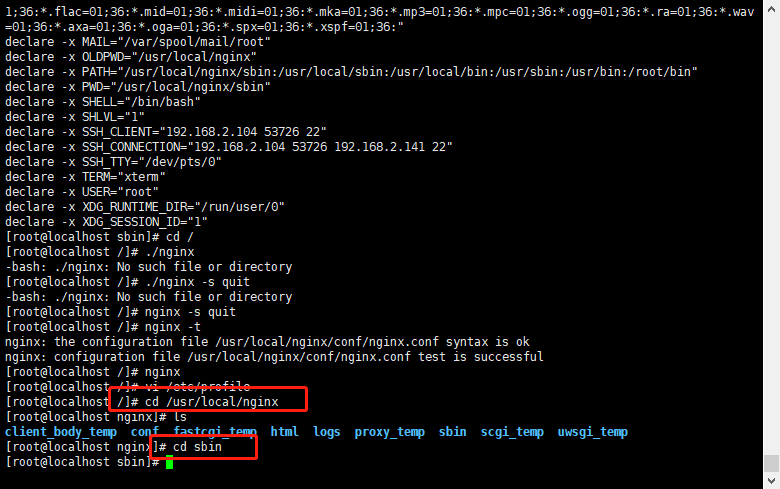 1;36:*.flac=01;36:*.mid=01;36:*.midi=01;36:*.mka=01;36:*.mp3=01;36:*.mpc=01;36:*.ogg=01;36:*.ra=01;36:*.wav
=01;36:*.axa=01;36:*.oga=01;36:*.spx=01;36:*.xspf=01;36:"
declare -x MAIL="/var/spool/mail/root"
declare -x OLDPWD="/usr/local/nginx"
declare -x PATH="/usr/local/nginx/sbin:/usr/local/sbin:/usr/local/bin:/usr/sbin:/usr/bin:/root/bin"
declare -x PWD="/usr/local/nginx/sbin"
declare -x SHELL="/bin/bash"
declare -x SHLVL="1"
declare -x SSH_CLIENT="192.168.2.104 53726 22"
declare -x SSH_CONNECTION="192.168.2.104 53726 192.168.2.141 22"
declare -x SSH_TTY="/dev/pts/0"
declare -x TERM="xterm"
declare -x USER="root"
declare -x XDG_RUNTIME_DIR="/run/user/0"
declare -x XDG_SESSION_ID="1"
[root@localhost sbin]# cd /
[root@localhost /]# ./nginx
-bash: ./nginx: No such file or directory
[root@localhost /]# ./nginx -s quit
-bash: ./nginx: No such file or directory
[root@localhost /]# nginx -s quit
[root@localhost /]# nginx -t
nginx: the configuration file /usr/local/nginx/conf/nginx.conf syntax is ok
nginx: configuration file /usr/local/nginx/conf/nginx.conf test is successful
[root@localhost /]# nginx
[root@localhost /]# vi /etc/profile
[root@localhost /]# cd /usr/local/nginx
[root@localhost nginx]# ls
client_body_temp conf fastcgi_temp html logs proxy_temp sbin scgi_temp uwsgi_temp
[root@localhost nginx]# cd sbin
[root@localhost sbin]#